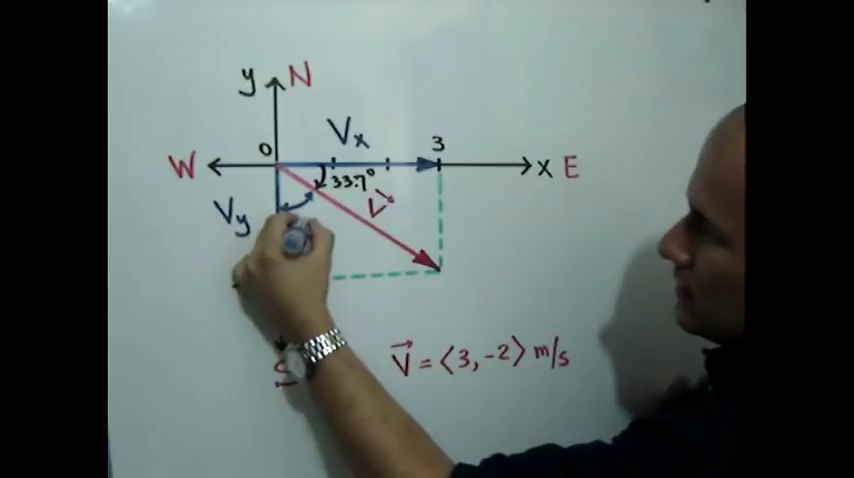 y N
0 Vx 3
W x E
33.7°
Vy V⃗
S V⃗ = ⟨3, -2⟩ m/s